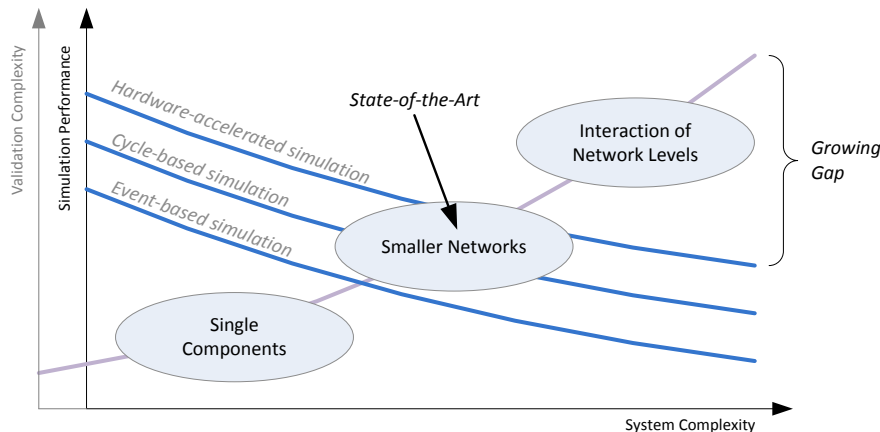 Validation Complexity
Simulation Performance
Hardware-accelerated simulation
Cycle-based simulation
Event-based simulation
State-of-the-Art
Interaction of
Network Levels
Growing
Gap
Smaller Networks
Single
Components
System Complexity